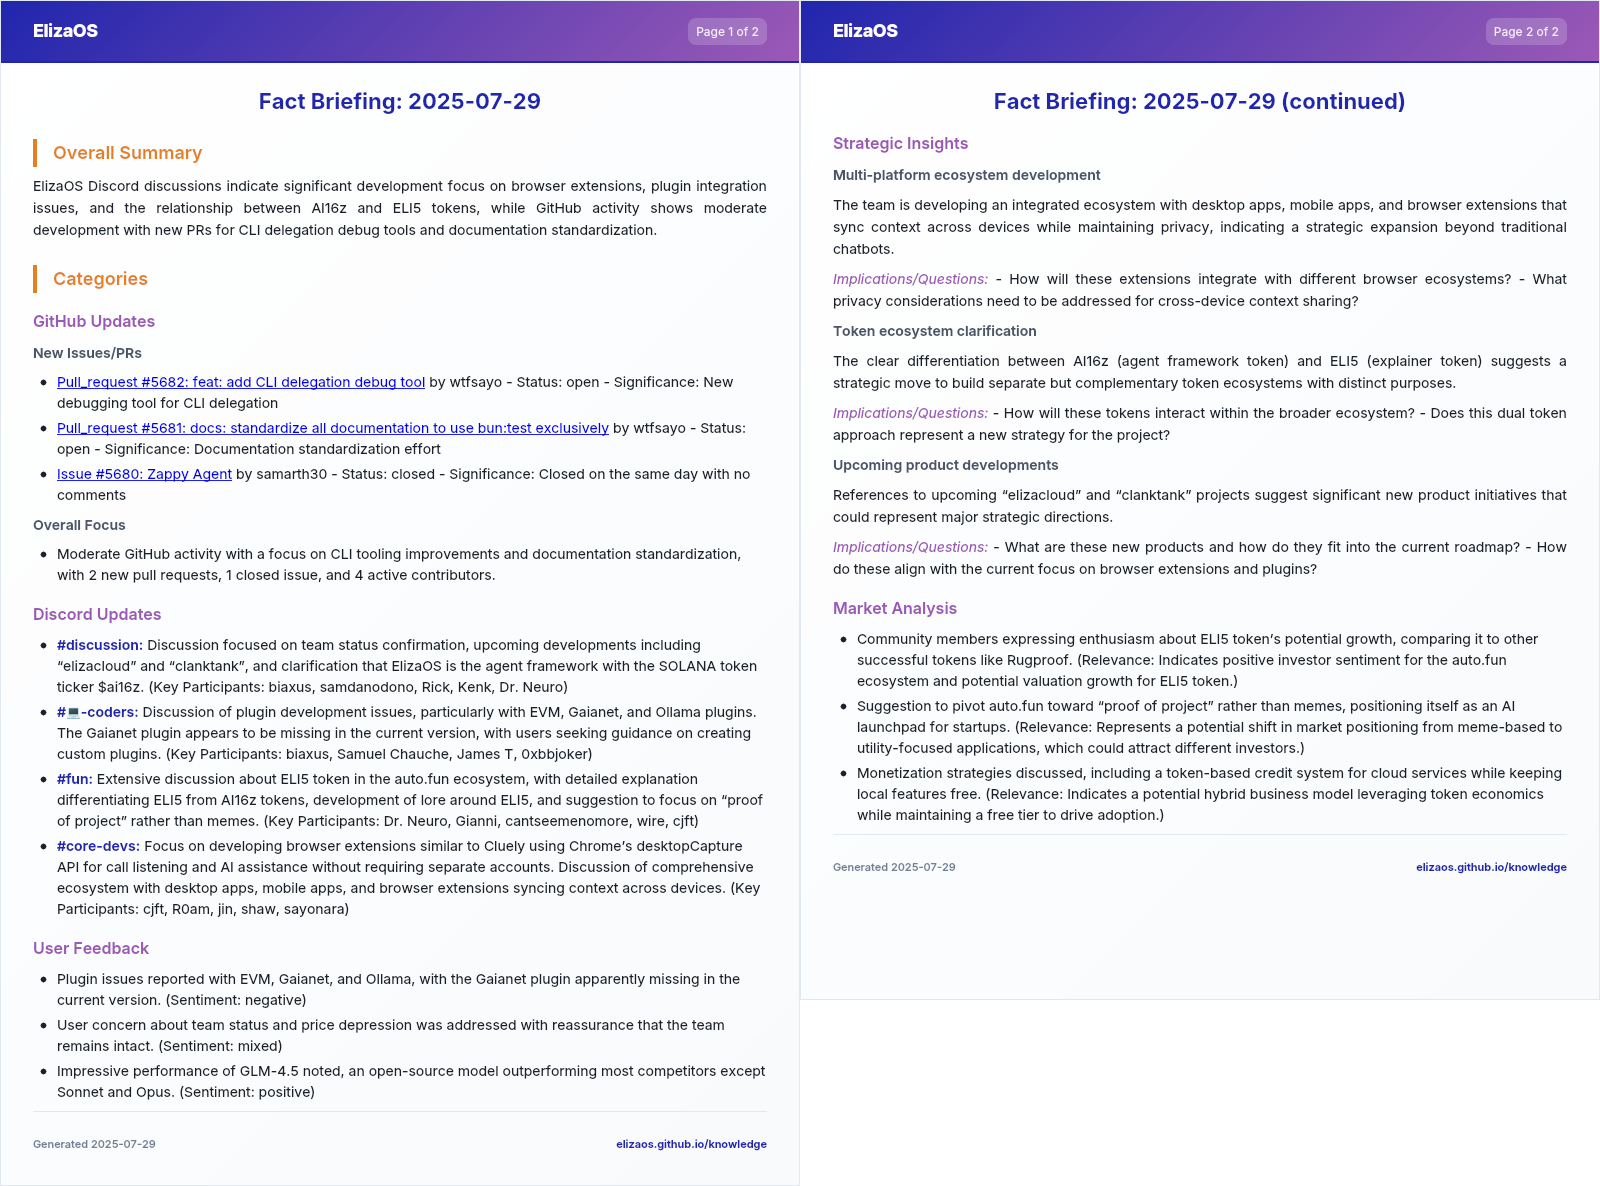 ElizaOS
Page 1 of 2
Fact Briefing: 2025-07-29
Overall Summary
ElizaOS Discord discussions indicate significant development focus on browser extensions, plugin integration
issues, and the relationship between AI16z and ELI5 tokens, while GitHub activity shows moderate
development with new PRs for CLI delegation debug tools and documentation standardization.
Categories
GitHub Updates
New Issues/PRs
• Pull_request #5682: feat: add CLI delegation debug tool by wtfsayo - Status: open - Significance: New
debugging tool for CLI delegation
• Pull_request #5681: docs: standardize all documentation to use bun:test exclusively by wtfsayo - Status:
open - Significance: Documentation standardization effort
• Issue #5680: Zappy Agent by samarth30 - Status: closed - Significance: Closed on the same day with no
comments
Overall Focus
• Moderate GitHub activity with a focus on CLI tooling improvements and documentation standardization,
with 2 new pull requests, 1 closed issue, and 4 active contributors.
Discord Updates
• #discussion: Discussion focused on team status confirmation, upcoming developments including
“elizacloud” and “clanktank”, and clarification that ElizaOS is the agent framework with the SOLANA token
ticker $ai16z. (Key Participants: biaxus, samdanodono, Rick, Kenk, Dr. Neuro)
• #💻-coders: Discussion of plugin development issues, particularly with EVM, Gaianet, and Ollama plugins.
The Gaianet plugin appears to be missing in the current version, with users seeking guidance on creating
custom plugins. (Key Participants: biaxus, Samuel Chauche, James T, 0xbbjoker)
• #fun: Extensive discussion about ELI5 token in the auto.fun ecosystem, with detailed explanation
differentiating ELI5 from AI16z tokens, development of lore around ELI5, and suggestion to focus on “proof
of project” rather than memes. (Key Participants: Dr. Neuro, Gianni, cantseemenomore, wire, cjft)
• #core-devs: Focus on developing browser extensions similar to Cluely using Chrome’s desktopCapture
API for call listening and AI assistance without requiring separate accounts. Discussion of comprehensive
ecosystem with desktop apps, mobile apps, and browser extensions syncing context across devices. (Key
Participants: cjft, R0am, jin, shaw, sayonara)
User Feedback
• Plugin issues reported with EVM, Gaianet, and Ollama, with the Gaianet plugin apparently missing in the
current version. (Sentiment: negative)
• User concern about team status and price depression was addressed with reassurance that the team
remains intact. (Sentiment: mixed)
• Impressive performance of GLM-4.5 noted, an open-source model outperforming most competitors except
Sonnet and Opus. (Sentiment: positive)
Generated 2025-07-29
elizaos.github.io/knowledge
ElizaOS
Page 2 of 2
Fact Briefing: 2025-07-29 (continued)
Strategic Insights
Multi-platform ecosystem development
The team is developing an integrated ecosystem with desktop apps, mobile apps, and browser extensions that
sync context across devices while maintaining privacy, indicating a strategic expansion beyond traditional
chatbots.
Implications/Questions: - How will these extensions integrate with different browser ecosystems? - What
privacy considerations need to be addressed for cross-device context sharing?
Token ecosystem clarification
The clear differentiation between AI16z (agent framework token) and ELI5 (explainer token) suggests a
strategic move to build separate but complementary token ecosystems with distinct purposes.
Implications/Questions: - How will these tokens interact within the broader ecosystem? - Does this dual token
approach represent a new strategy for the project?
Upcoming product developments
References to upcoming “elizacloud” and “clanktank” projects suggest significant new product initiatives that
could represent major strategic directions.
Implications/Questions: - What are these new products and how do they fit into the current roadmap? - How
do these align with the current focus on browser extensions and plugins?
Market Analysis
• Community members expressing enthusiasm about ELI5 token’s potential growth, comparing it to other
successful tokens like Rugproof. (Relevance: Indicates positive investor sentiment for the auto.fun
ecosystem and potential valuation growth for ELI5 token.)
• Suggestion to pivot auto.fun toward “proof of project” rather than memes, positioning itself as an AI
launchpad for startups. (Relevance: Represents a potential shift in market positioning from meme-based to
utility-focused applications, which could attract different investors.)
• Monetization strategies discussed, including a token-based credit system for cloud services while keeping
local features free. (Relevance: Indicates a potential hybrid business model leveraging token economics
while maintaining a free tier to drive adoption.)
Generated 2025-07-29
elizaos.github.io/knowledge